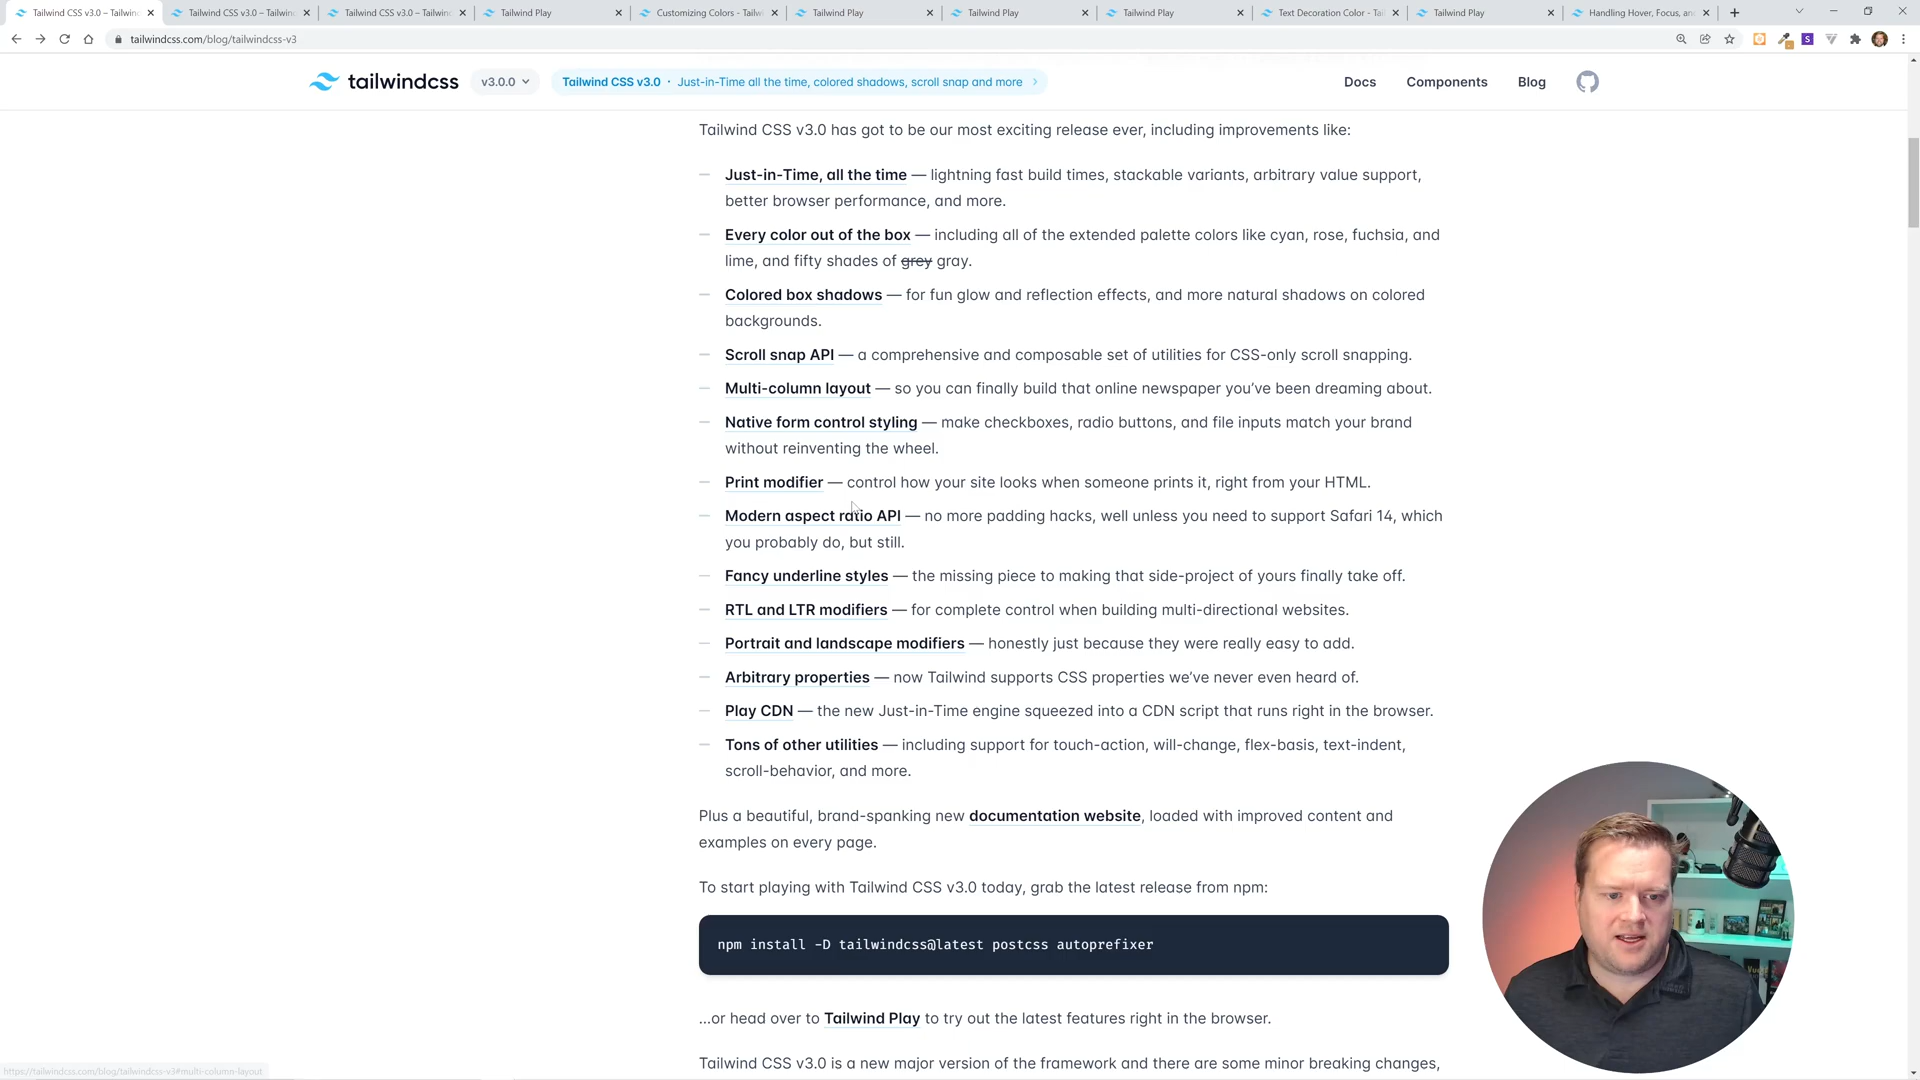 Tailwind CSS v3.0 – Tailwin
Tailwind CSS v3.0 – Tailwind
Tailwind CSS v3.0 – Tailwind
Tailwind Play
Customizing Colors - Tailwi
Tailwind Play
Tailwind Play
Tailwind Play
Text Decoration Color - Tail
Tailwind Play
Handling Hover, Focus, an
tailwindcss.com/blog/tailwindcss-v3
tailwindcss
v3.0.0
Tailwind CSS v3.0 · Just-in-Time all the time, colored shadows, scroll snap and more
Docs
Components
Blog
Tailwind CSS v3.0 has got to be our most exciting release ever, including improvements like:
— Just-in-Time, all the time — lightning fast build times, stackable variants, arbitrary value support,
better browser performance, and more.
— Every color out of the box — including all of the extended palette colors like cyan, rose, fuchsia, and
lime, and fifty shades of grey gray.
— Colored box shadows — for fun glow and reflection effects, and more natural shadows on colored
backgrounds.
— Scroll snap API — a comprehensive and composable set of utilities for CSS-only scroll snapping.
— Multi-column layout — so you can finally build that online newspaper you’ve been dreaming about.
— Native form control styling — make checkboxes, radio buttons, and file inputs match your brand
without reinventing the wheel.
— Print modifier — control how your site looks when someone prints it, right from your HTML.
— Modern aspect ratio API — no more padding hacks, well unless you need to support Safari 14, which
you probably do, but still.
— Fancy underline styles — the missing piece to making that side-project of yours finally take off.
— RTL and LTR modifiers — for complete control when building multi-directional websites.
— Portrait and landscape modifiers — honestly just because they were really easy to add.
— Arbitrary properties — now Tailwind supports CSS properties we’ve never even heard of.
— Play CDN — the new Just-in-Time engine squeezed into a CDN script that runs right in the browser.
— Tons of other utilities — including support for touch-action, will-change, flex-basis, text-indent,
scroll-behavior, and more.
Plus a beautiful, brand-spanking new documentation website, loaded with improved content and
examples on every page.
To start playing with Tailwind CSS v3.0 today, grab the latest release from npm:
npm install -D tailwindcss@latest postcss autoprefixer
...or head over to Tailwind Play to try out the latest features right in the browser.
Tailwind CSS v3.0 is a new major version of the framework and there are some minor breaking changes,
https://tailwindcss.com/blog/tailwindcss-v3#multi-column-layout